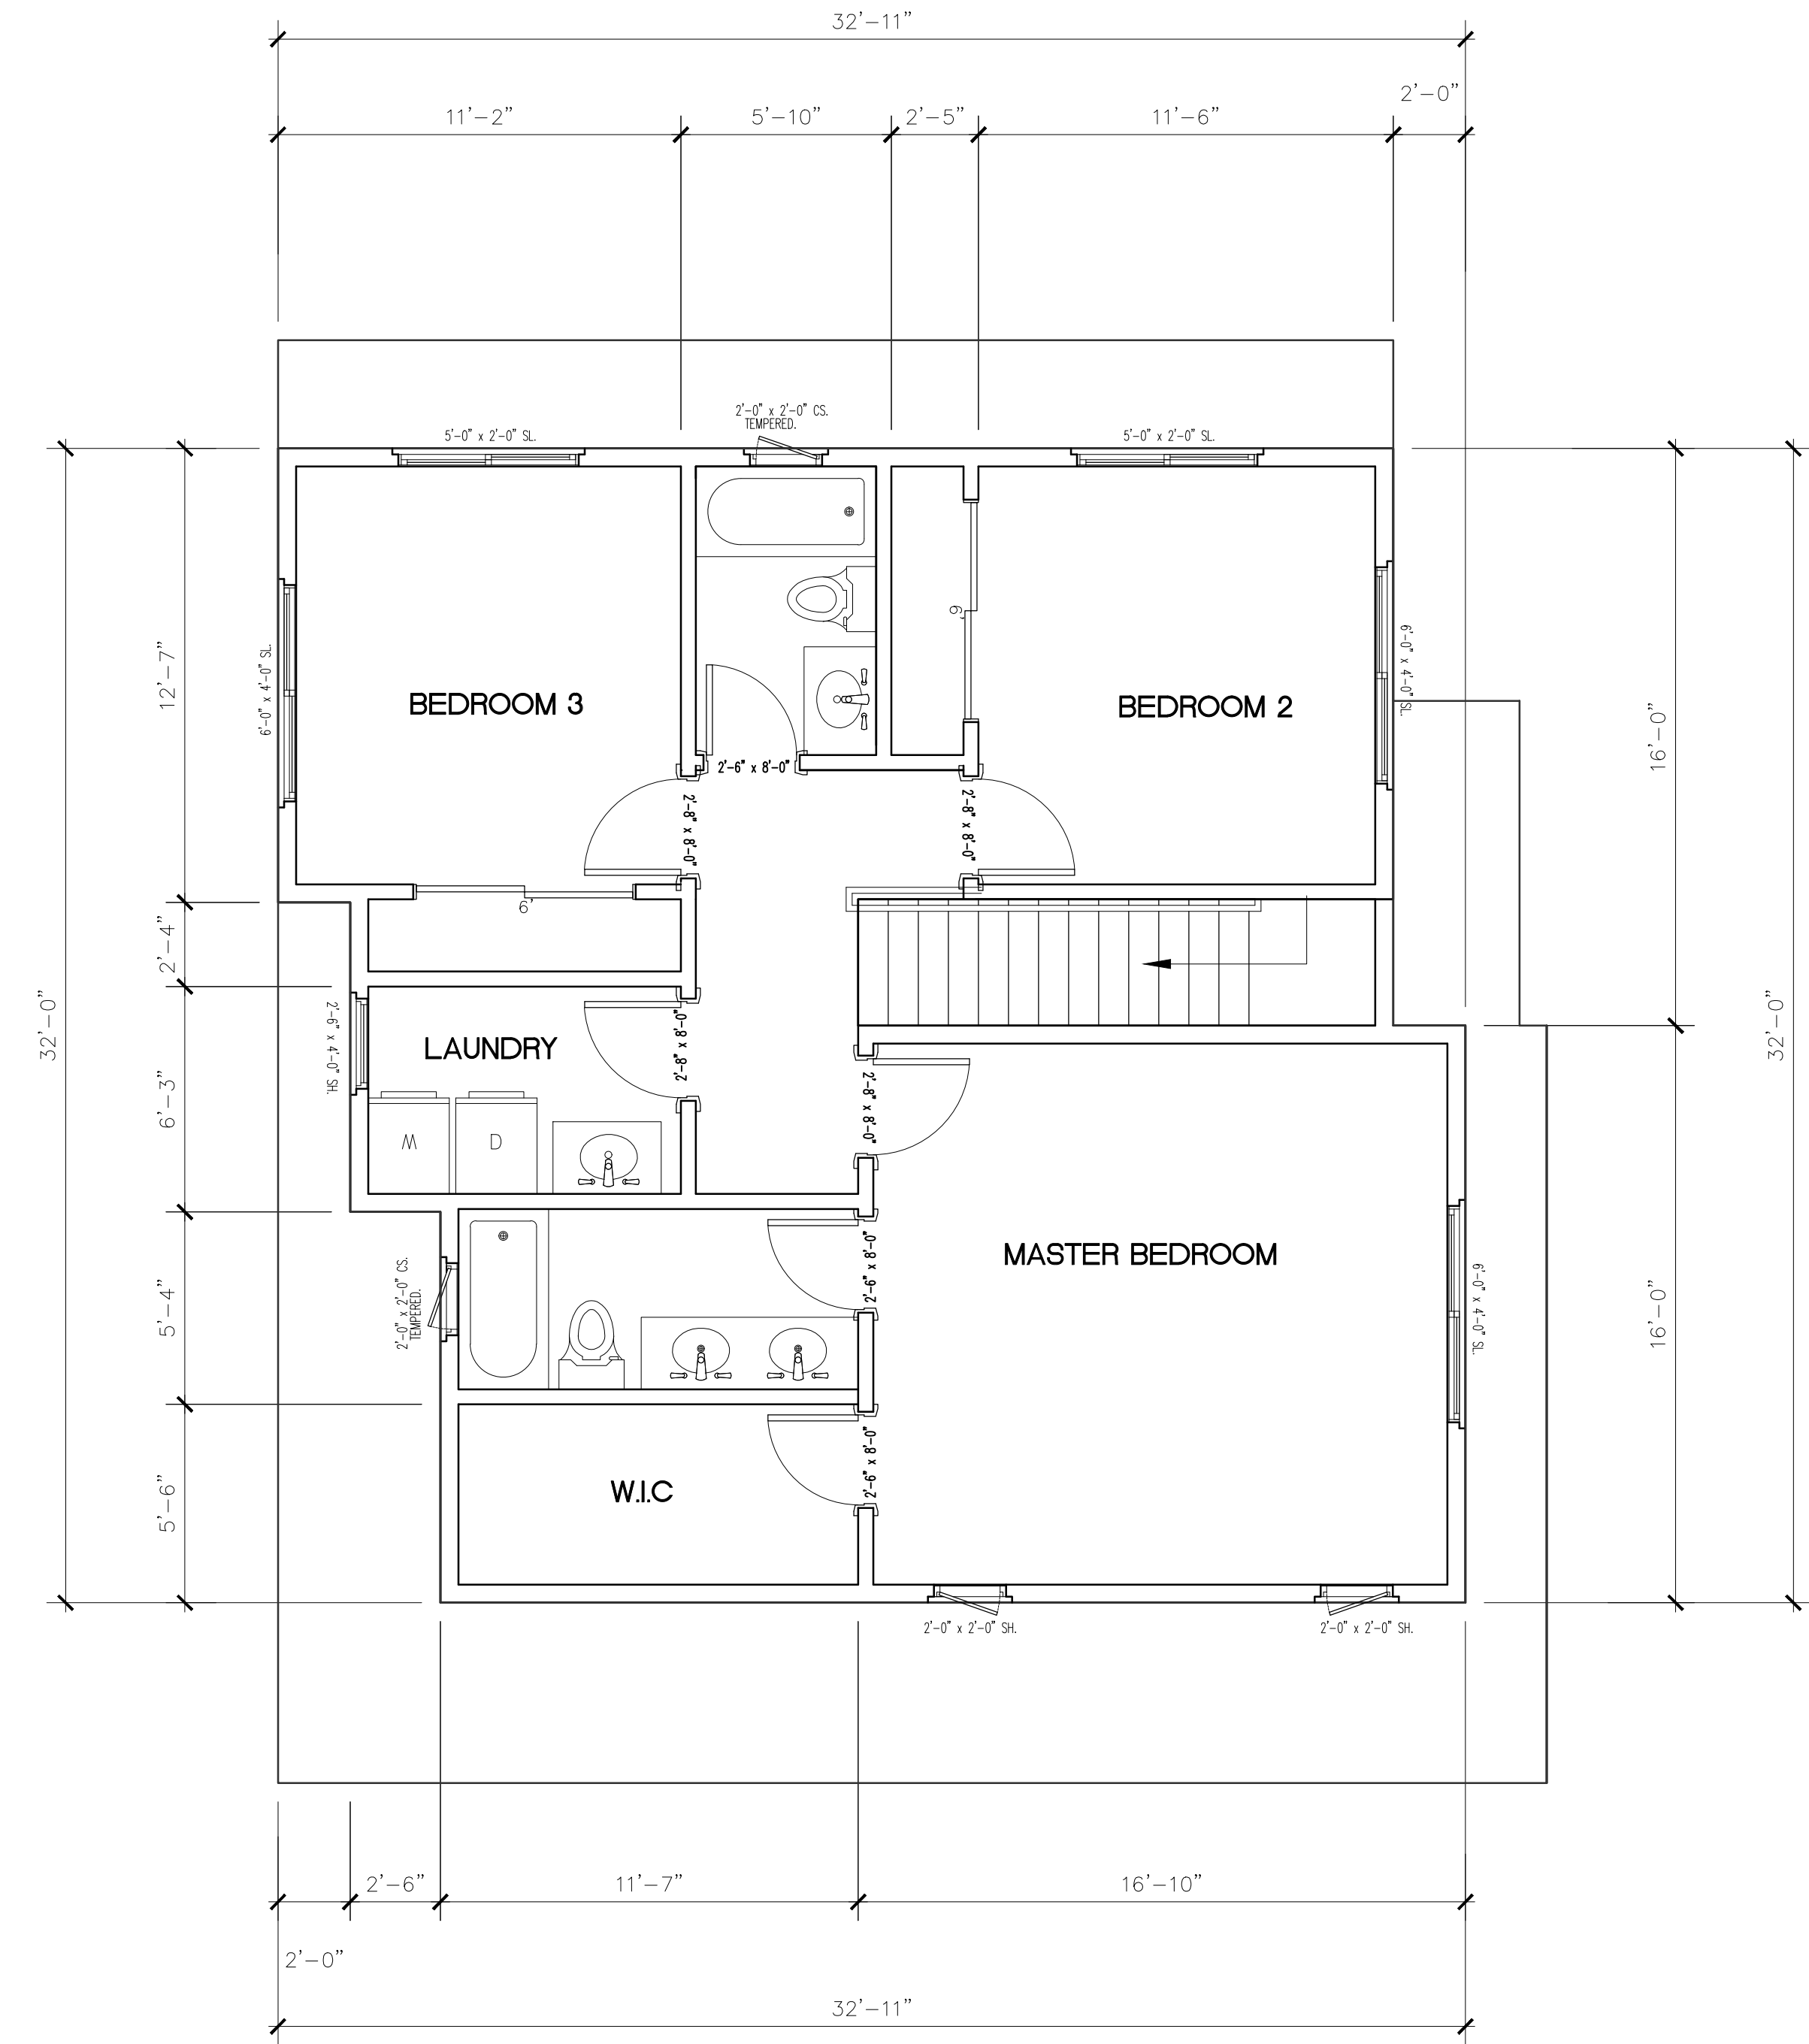 32'-11"
2'-0"
11'-2"
5'-10"
2'-5"
11'-6"
2'-0" x 2'-0" CS.
TEMPERED.
5'-0" x 2'-0" SL.
5'-0" x 2'-0" SL.
6'
6'-0" x 4'-0" SL.
6'-0" x 4'-0" SL.
12'-7"
BEDROOM 3
BEDROOM 2
16'-0"
2'-6" x 8'-0"
2'-8" x 8'-0"
2'-8" x 8'-0"
6'
2'-4"
32'-0"
32'-0"
2'-6" x 4'-0" SH.
LAUNDRY
2'-8" x 8'-0"
2'-8" x 8'-0"
6'-3"
W
D
MASTER BEDROOM
2'-6" x 8'-0"
2'-0" x 2'-0" CS.
TEMPERED.
5'-4"
6'-0" x 4'-0" SL.
16'-0"
2'-6" x 8'-0"
W.I.C
5'-6"
2'-0" x 2'-0" SH.
2'-0" x 2'-0" SH.
2'-6"
11'-7"
16'-10"
2'-0"
32'-11"